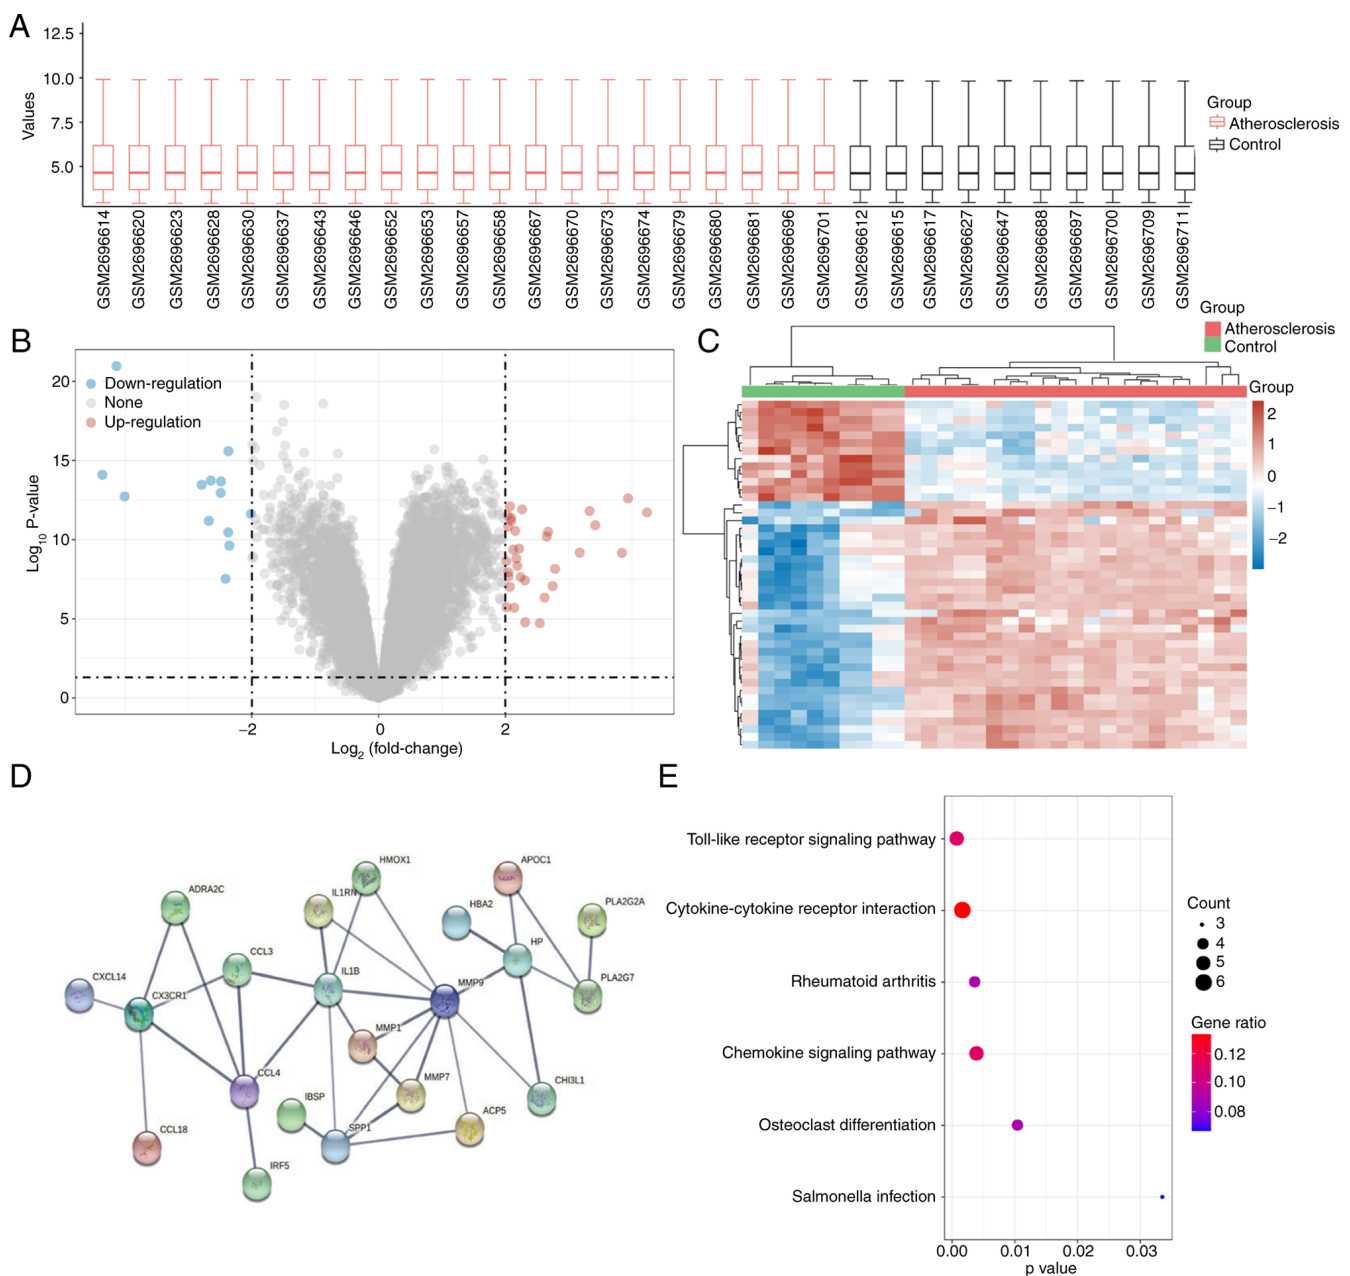 A
12.5
10.0
7.5
5.0
Values
GSM2696614
GSM2696620
GSM2696623
GSM2696628
GSM2696630
GSM2696637
GSM2696643
GSM2696646
GSM2696652
GSM2696653
GSM2696657
GSM2696658
GSM2696667
GSM2696670
GSM2696673
GSM2696674
GSM2696679
GSM2696680
GSM2696681
GSM2696696
GSM2696701
GSM2696612
GSM2696615
GSM2696617
GSM2696627
GSM2696647
GSM2696688
GSM2696697
GSM2696700
GSM2696709
GSM2696711
Group
Atherosclerosis
Control
B
20
15
10
5
0
Log10 P-value
Down-regulation
None
Up-regulation
−2
0
2
Log2 (fold-change)
C
Group
Atherosclerosis
Control
Group
2
1
0
−1
−2
D
HMOX1
APOC1
ADRA2C
IL1RN
HBA2
PLA2G2A
CCL3
HP
CXCL14
CX3CR1
IL1B
MMP9
PLA2G7
MMP1
CCL4
MMP7
CHI3L1
IBSP
ACP5
CCL18
SPP1
IRF5
E
Toll-like receptor signaling pathway
Cytokine-cytokine receptor interaction
Rheumatoid arthritis
Chemokine signaling pathway
Osteoclast differentiation
Salmonella infection
0.00
0.01
0.02
0.03
p value
Count
3
4
5
6
Gene ratio
0.12
0.10
0.08